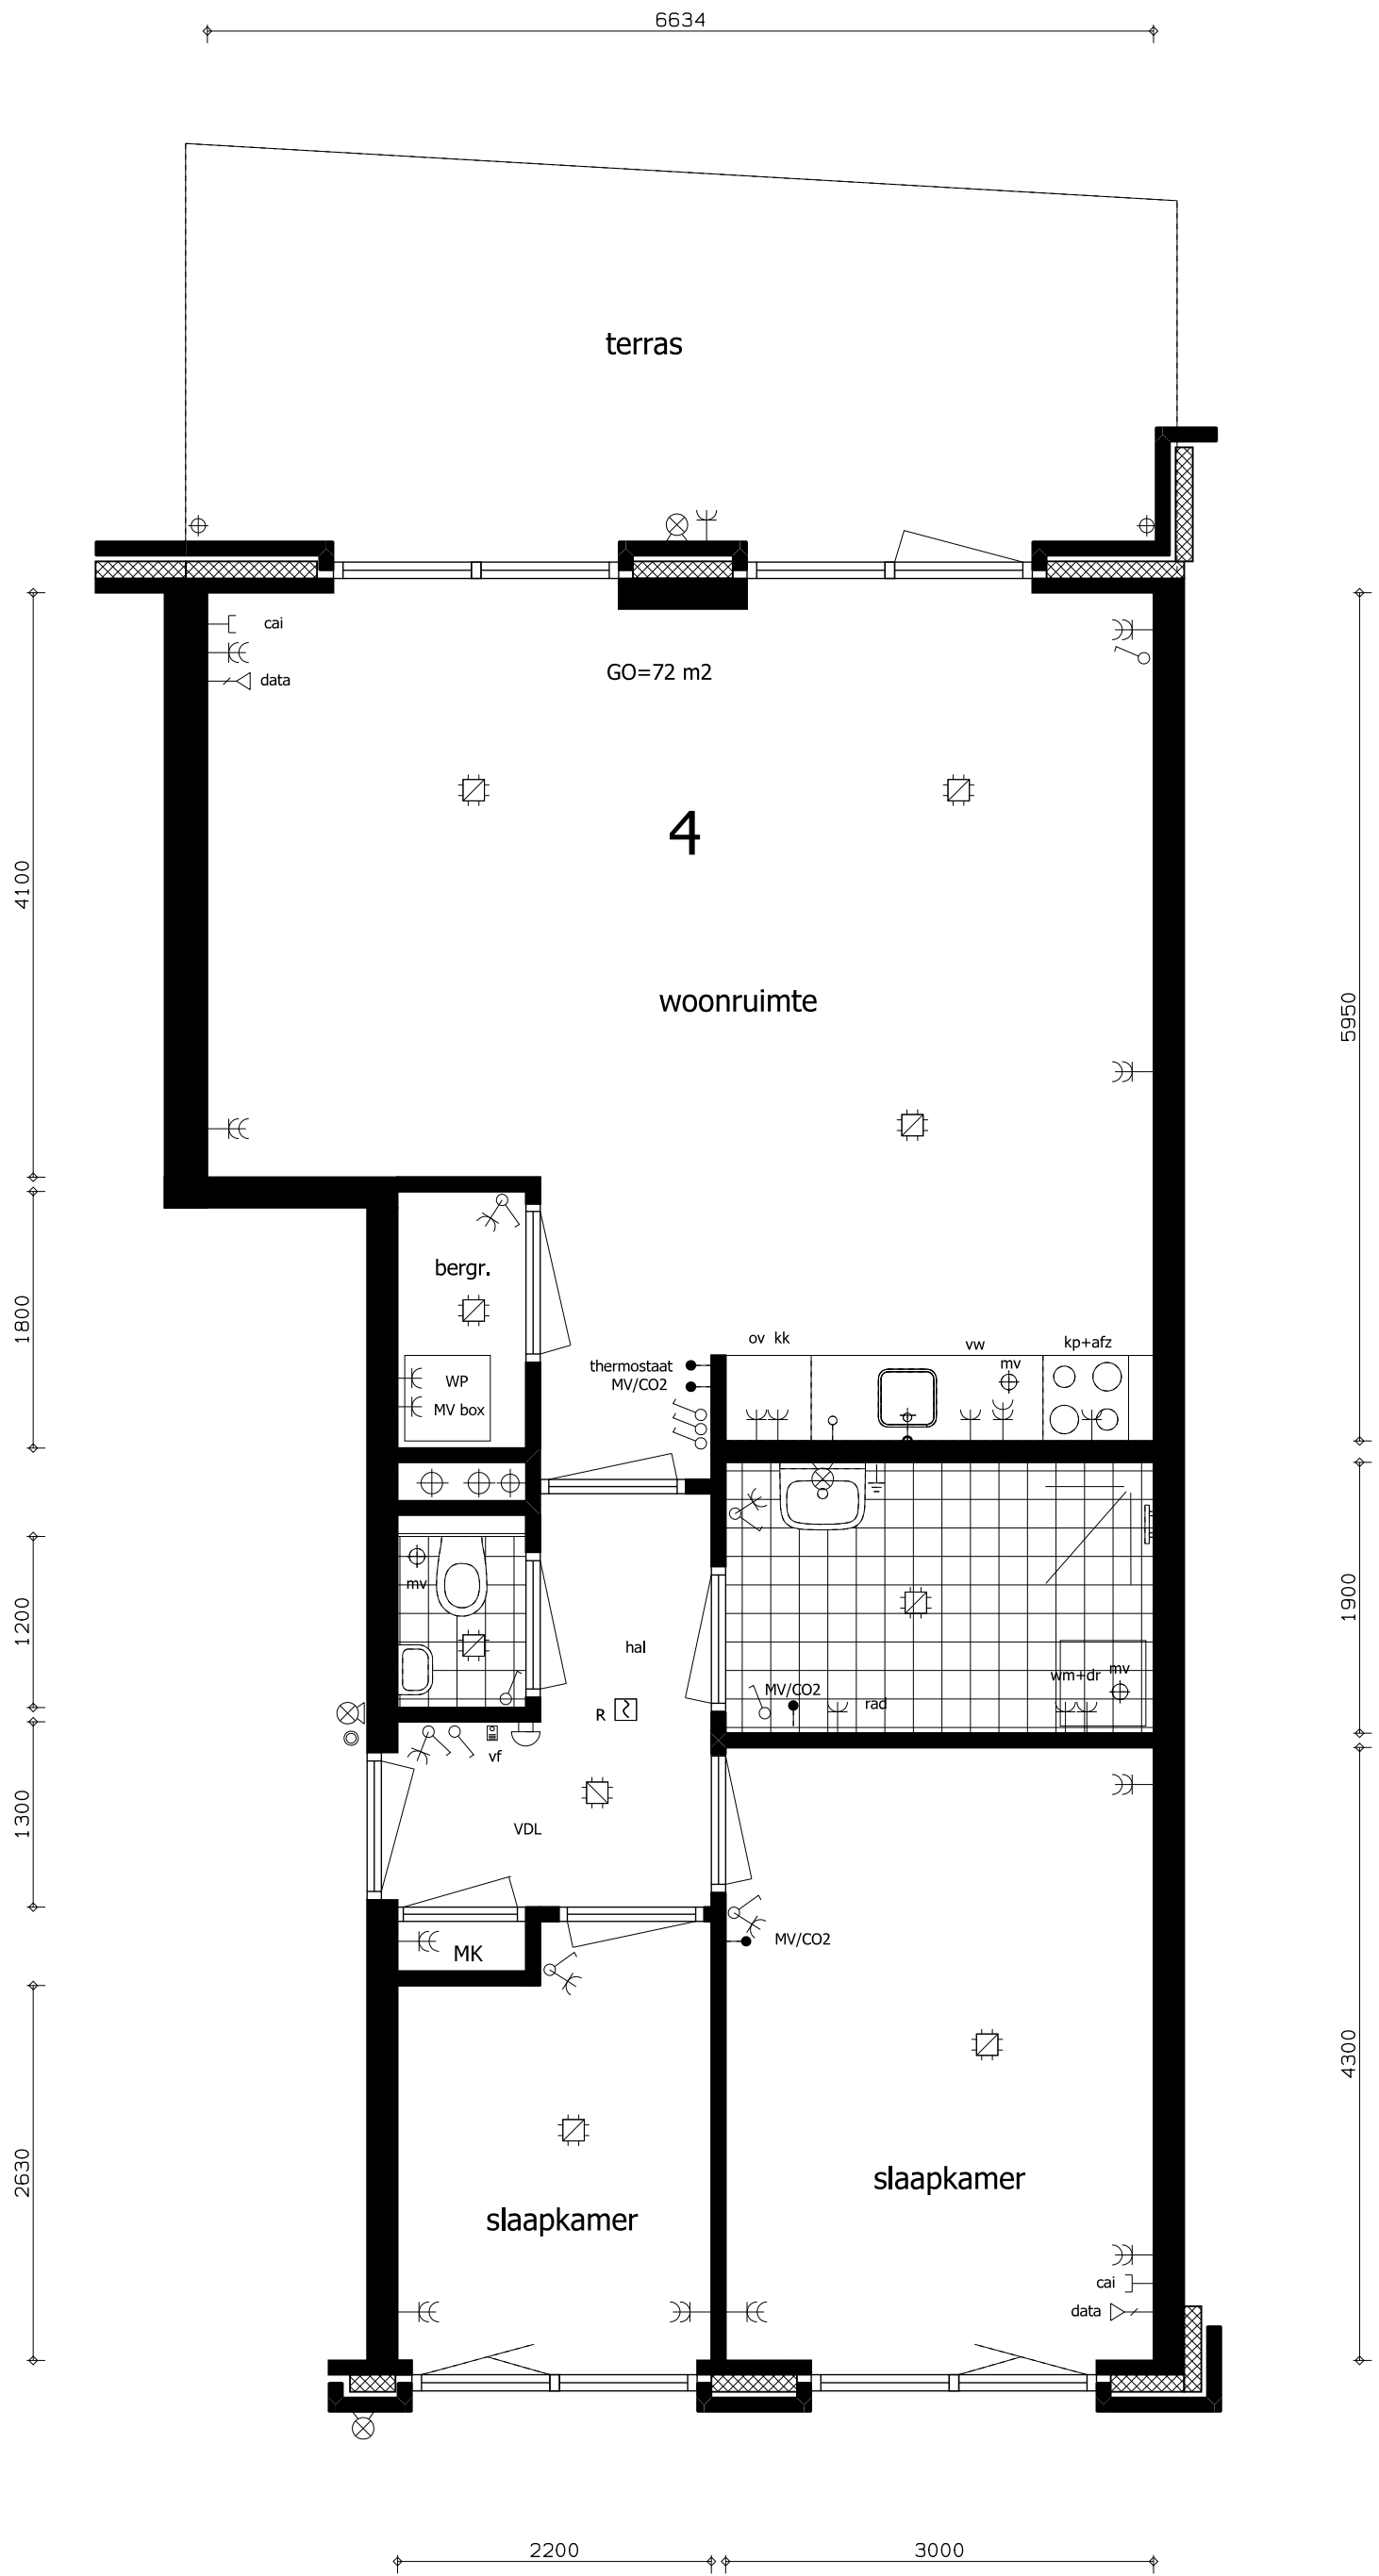 6634
terras
cai
data
GO=72 m2
4
4100
woonruimte
5950
bergr.
1800
WP
MV box
thermostaat
MV/CO2
ov kk
vw
mv
kp+afz
mv
1200
hal
R
1900
MV/CO2
rad
wm+dr
mv
vf
1300
VDL
MK
MV/CO2
4300
2630
slaapkamer
slaapkamer
cai
data
2200
3000